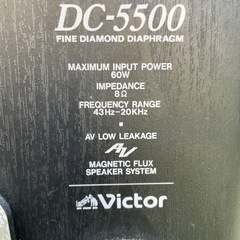 DC-5500
FINE DIAMOND DIAPHRAGM
MAXIMUM INPUT POWER
60W
IMPEDANCE
8Ω
FREQUENCY RANGE
43Hz-20KHz
AV LOW LEAKAGE
AV
MAGNETIC FLUX
SPEAKER SYSTEM
Victor